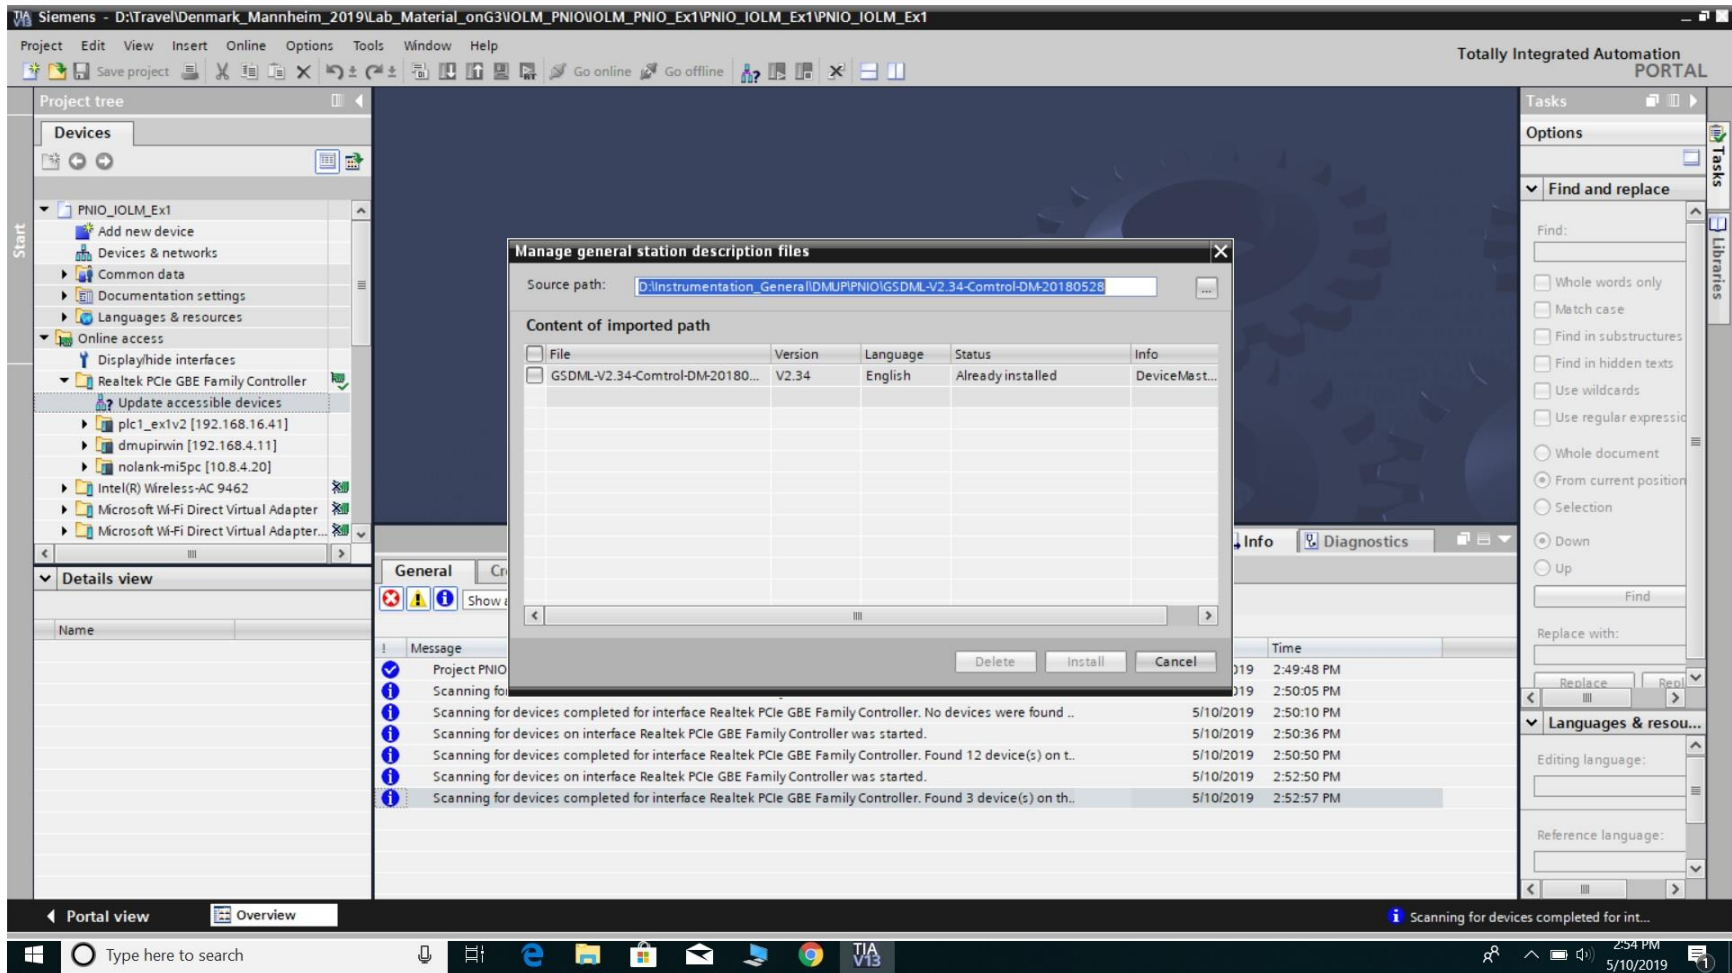 Siemens - D:\Travel\Denmark_Mannheim_2019\Lab_Material_onG3\IOLM_PNIO\IOLM_PNIO_Ex1\PNIO_IOLM_Ex1\PNIO_IOLM_Ex1
Project Edit View Insert Online Options Tools Window Help
Totally Integrated Automation
PORTAL
Save project Go online Go offline
Project tree
Devices
PNIO_IOLM_Ex1
Add new device
Devices & networks
Common data
Documentation settings
Languages & resources
Online access
Display/hide interfaces
Realtek PCIe GBE Family Controller
Update accessible devices
plc1_ex1v2 [192.168.16.41]
dmupirwin [192.168.4.11]
nolank-mi5pc [10.8.4.20]
Intel(R) Wireless-AC 9462
Microsoft Wi-Fi Direct Virtual Adapter
Microsoft Wi-Fi Direct Virtual Adapter...
Details view
Name
Start
Manage general station description files
Source path: D:\Instrumentation_General\DMUP\PNIO\GSDML-V2.34-Comtrol-DM-20180528
...
Content of imported path
File Version Language Status Info
GSDML-V2.34-Comtrol-DM-20180... V2.34 English Already installed DeviceMast...
Delete Install Cancel
Info Diagnostics
General
Show
! Message Time
Project PNIO 2:49:48 PM
Scanning 2:50:05 PM
Scanning for devices completed for interface Realtek PCIe GBE Family Controller. No devices were found .. 5/10/2019 2:50:10 PM
Scanning for devices on interface Realtek PCIe GBE Family Controller was started. 5/10/2019 2:50:36 PM
Scanning for devices completed for interface Realtek PCIe GBE Family Controller. Found 12 device(s) on t.. 5/10/2019 2:50:50 PM
Scanning for devices on interface Realtek PCIe GBE Family Controller was started. 5/10/2019 2:52:50 PM
Scanning for devices completed for interface Realtek PCIe GBE Family Controller. Found 3 device(s) on th.. 5/10/2019 2:52:57 PM
Tasks
Options
Find and replace
Find:
Whole words only
Match case
Find in substructures
Find in hidden texts
Use wildcards
Use regular expressic
Whole document
From current position
Selection
Down
Up
Find
Replace with:
Replace Repl
Languages & resou...
Editing language:
Reference language:
Tasks
Libraries
Portal view Overview
Scanning for devices completed for int...
Type here to search
TIA
V13
2:54 PM
5/10/2019
1